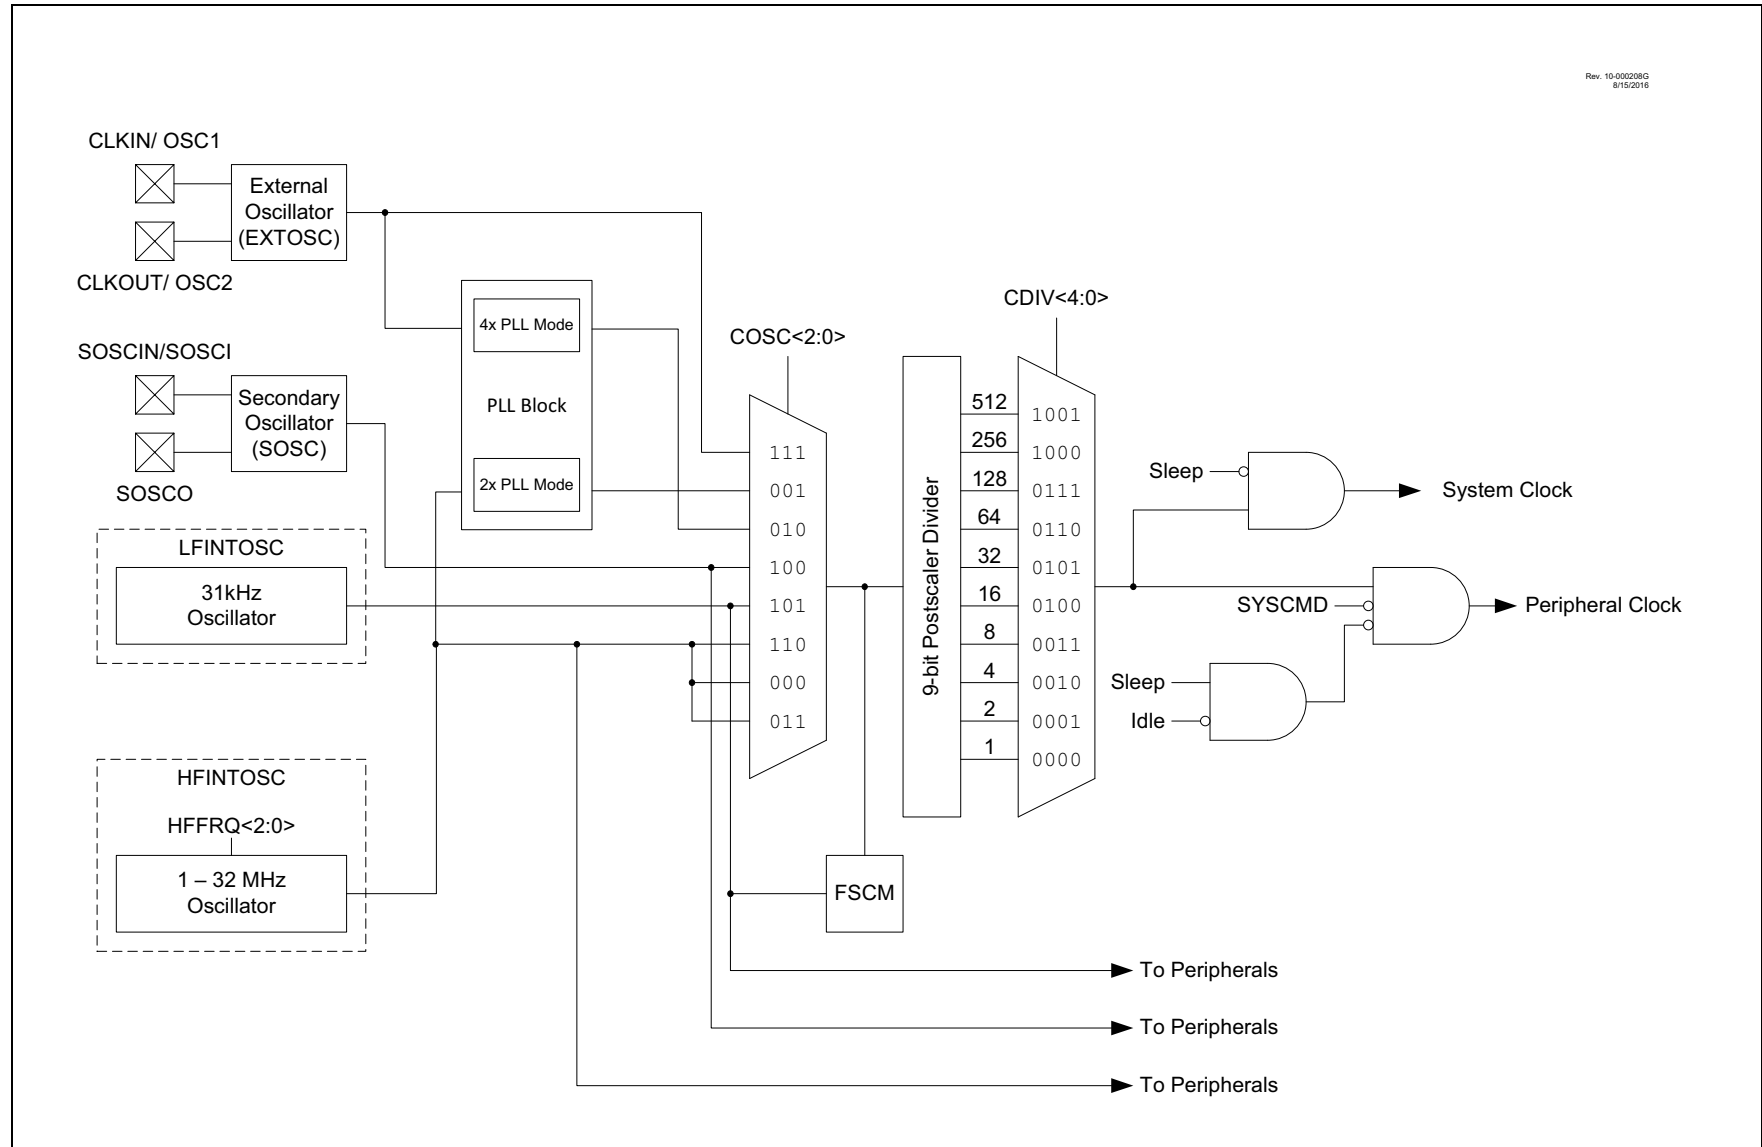 Rev. 10-000208G
8/15/2016
CLKIN/ OSC1
External
Oscillator
(EXTOSC)
CLKOUT/ OSC2
SOSCIN/SOSCI
Secondary
Oscillator
(SOSC)
SOSCO
LFINTOSC
31kHz
Oscillator
HFINTOSC
HFFRQ<2:0>
1 – 32 MHz
Oscillator
4x PLL Mode
PLL Block
2x PLL Mode
COSC<2:0>
111
001
010
100
101
110
000
011
FSCM
9-bit Postscaler Divider
CDIV<4:0>
512 1001
256 1000
128 0111
64 0110
32 0101
16 0100
8 0011
4 0010
2 0001
1 0000
Sleep
System Clock
SYSCMD
Peripheral Clock
Sleep
Idle
To Peripherals
To Peripherals
To Peripherals